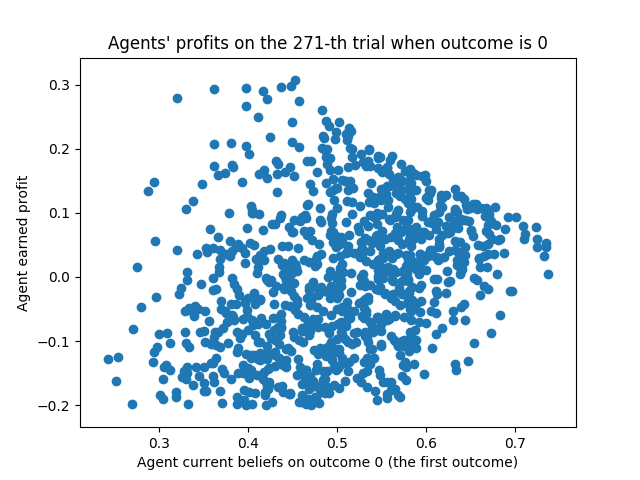 Agents' profits on the 271-th trial when outcome is 0
0.3
0.2
0.1
0.0
−0.1
−0.2
Agent earned profit
0.3 0.4 0.5 0.6 0.7
Agent current beliefs on outcome 0 (the first outcome)